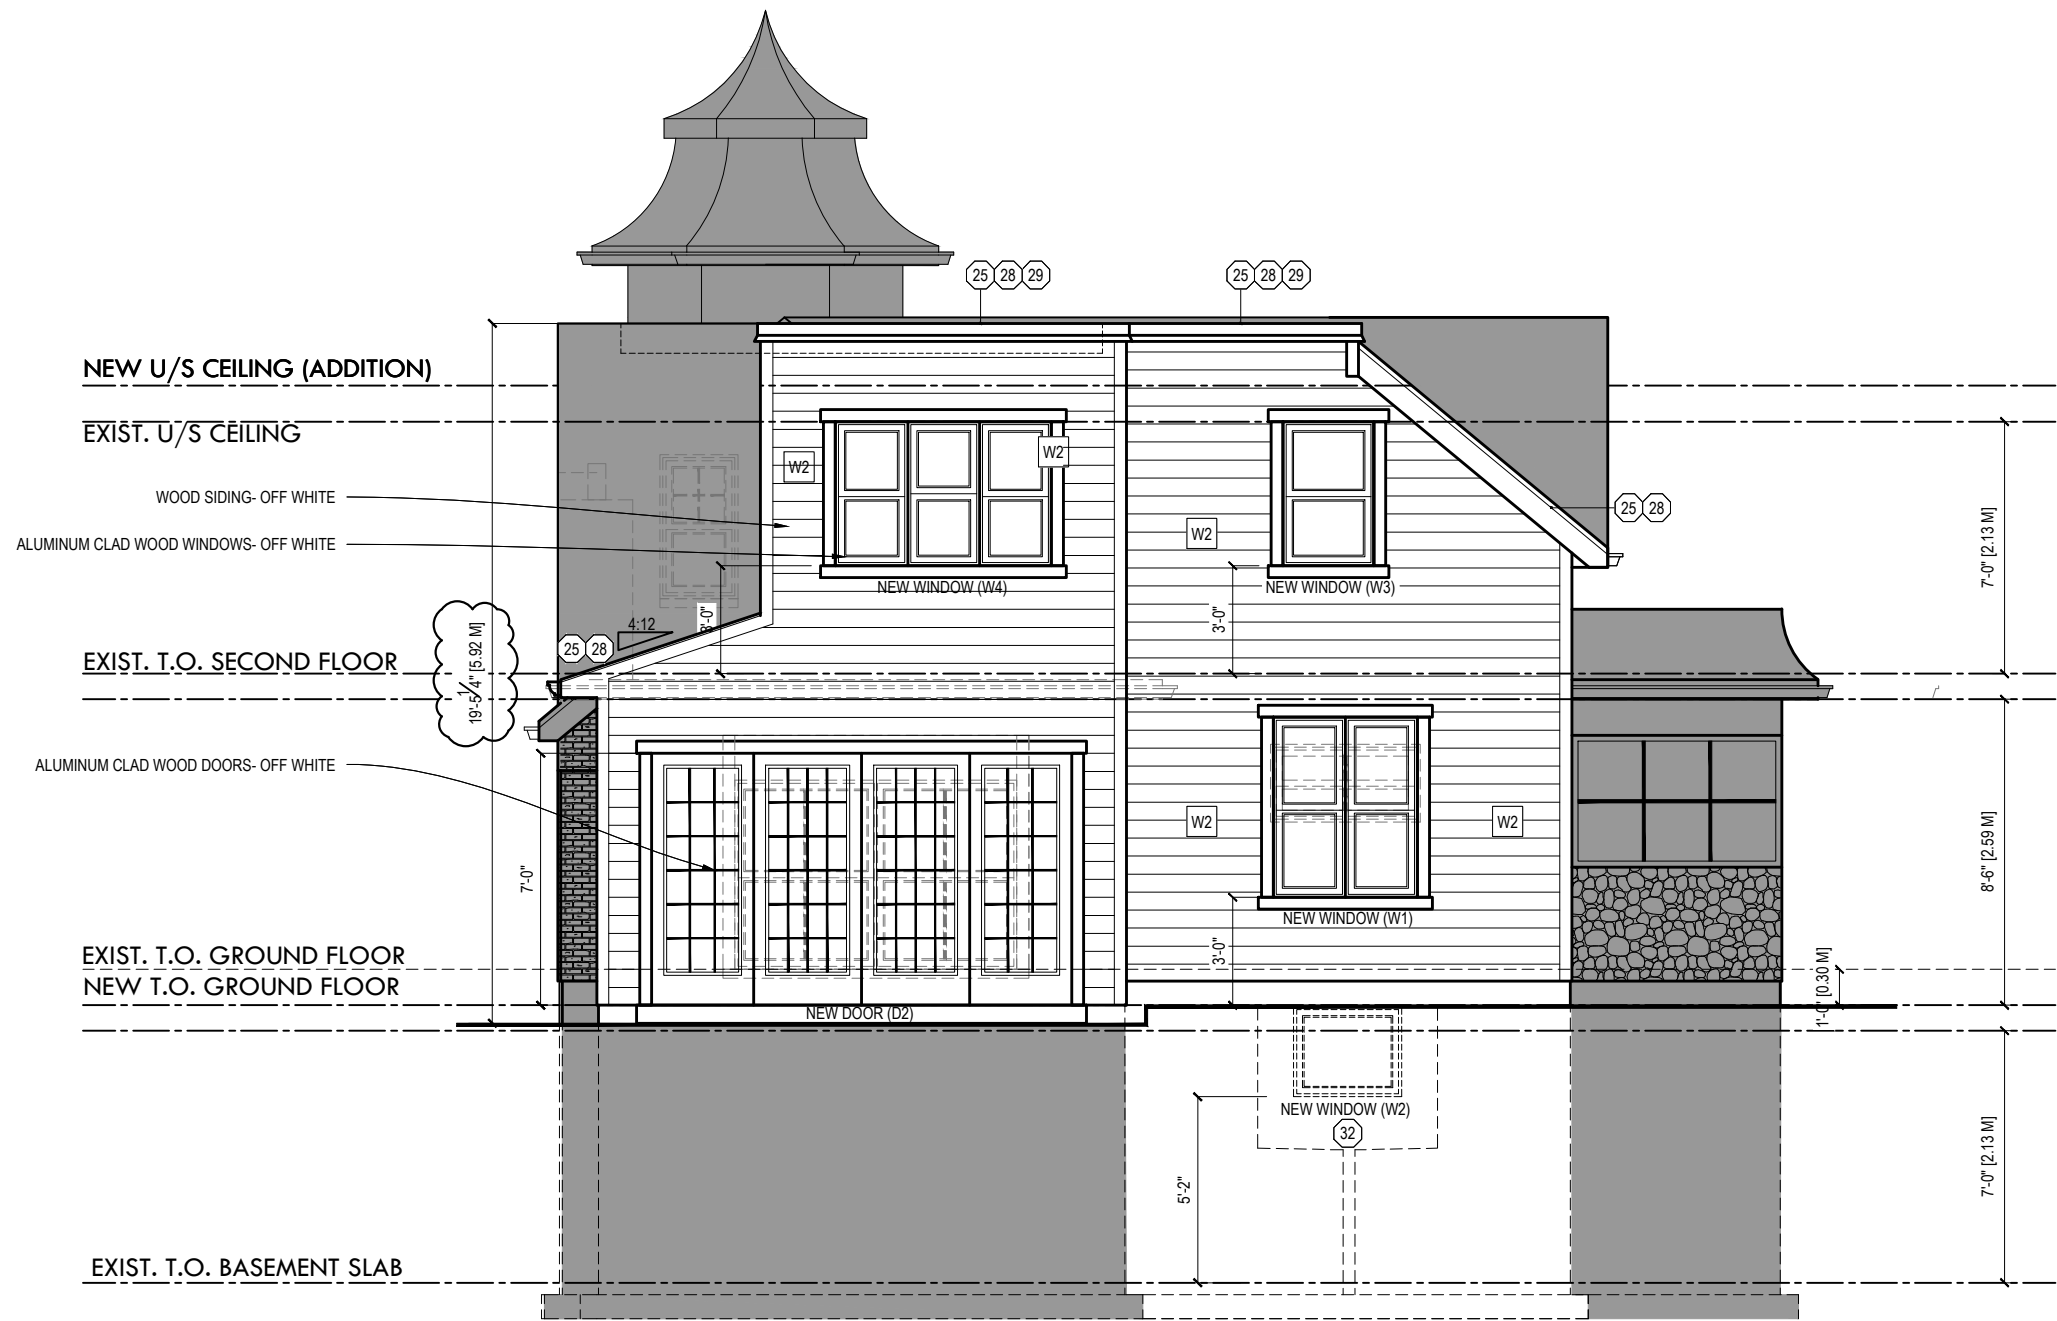 25 28 29
25 28 29
NEW U/S CEILING (ADDITION)
EXIST. U/S CEILING
W2
W2
WOOD SIDING- OFF WHITE
25 28
W2
ALUMINUM CLAD WOOD WINDOWS- OFF WHITE
7'-0" [2.13 M]
NEW WINDOW (W4)
NEW WINDOW (W3)
3'-0"
3'-0"
4:12
25 28
EXIST. T.O. SECOND FLOOR
19'-5 1/4" [5.92 M]
ALUMINUM CLAD WOOD DOORS- OFF WHITE
W2
W2
7'-0"
8'-6" [2.59 M]
NEW WINDOW (W1)
3'-0"
EXIST. T.O. GROUND FLOOR
NEW T.O. GROUND FLOOR
1'-0" [0.30 M]
NEW DOOR (D2)
NEW WINDOW (W2)
32
5'-2"
7'-0" [2.13 M]
EXIST. T.O. BASEMENT SLAB